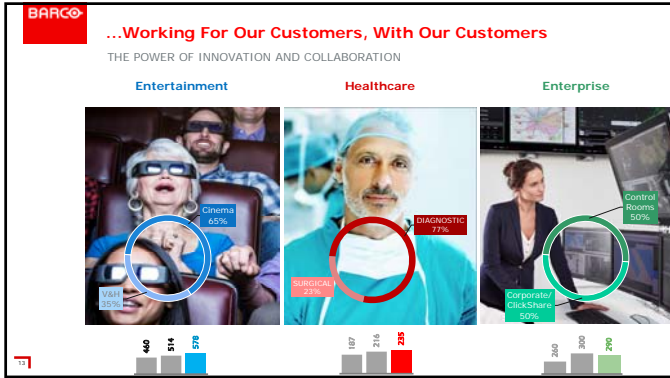 BARCO
...Working For Our Customers, With Our Customers
THE POWER OF INNOVATION AND COLLABORATION
Entertainment
Healthcare
Enterprise
Cinema
65%
V&H
35%
DIAGNOSTIC
77%
SURGICAL
23%
Control
Rooms
50%
Corporate/
ClickShare
50%
460
514
578
187
216
235
260
300
290
13